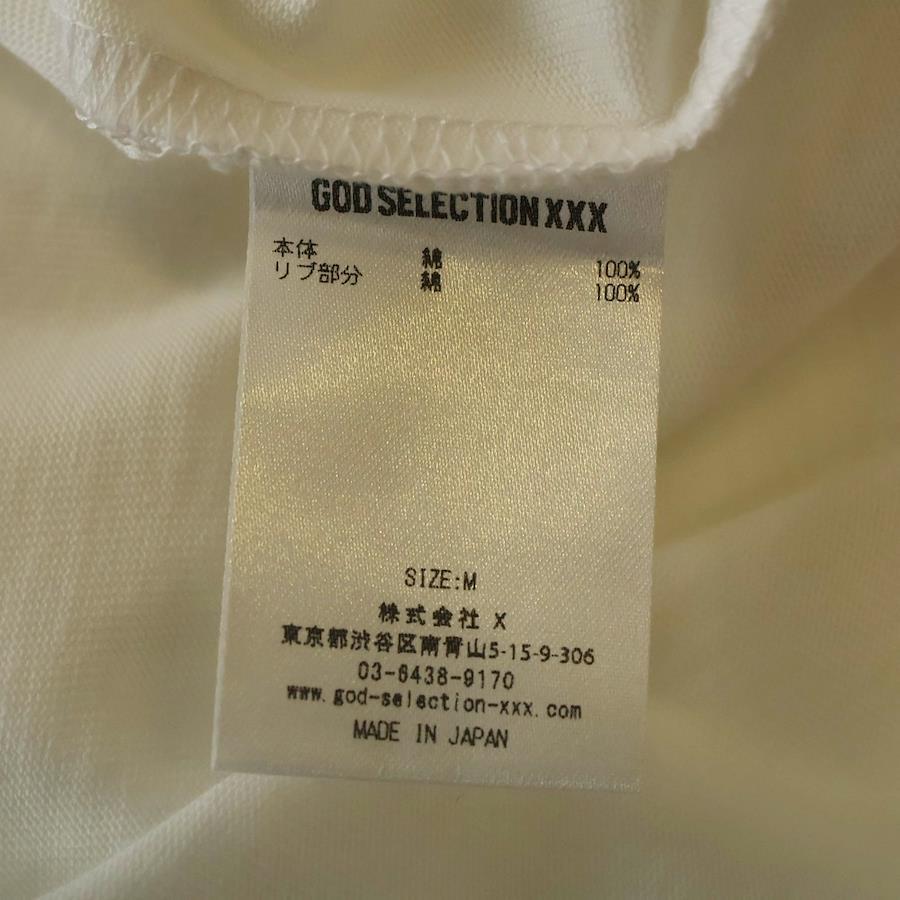 GOD SELECTION XXX
本体 綿 100%
リブ部分 綿 100%
SIZE:M
株式会社 X
東京都渋谷区南青山5-15-9-306
03-6438-9170
www.god-selection-xxx.com
MADE IN JAPAN